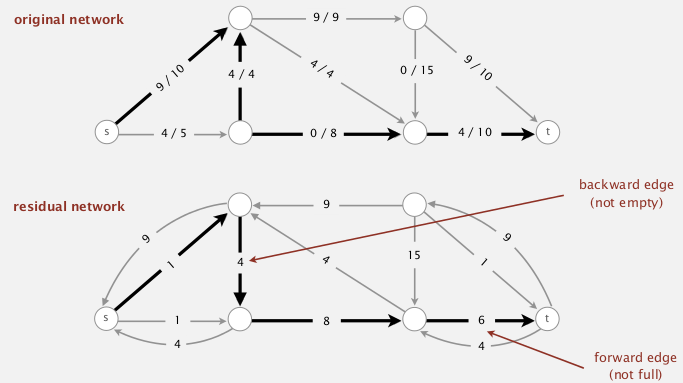 original network
9 / 9
9 / 10
4 / 4
4 / 4
0 / 15
9 / 10
s
4 / 5
0 / 8
4 / 10
t
backward edge
(not empty)
residual network
9
9
1
4
4
15
1
9
s
1
8
6
t
4
4
forward edge
(not full)